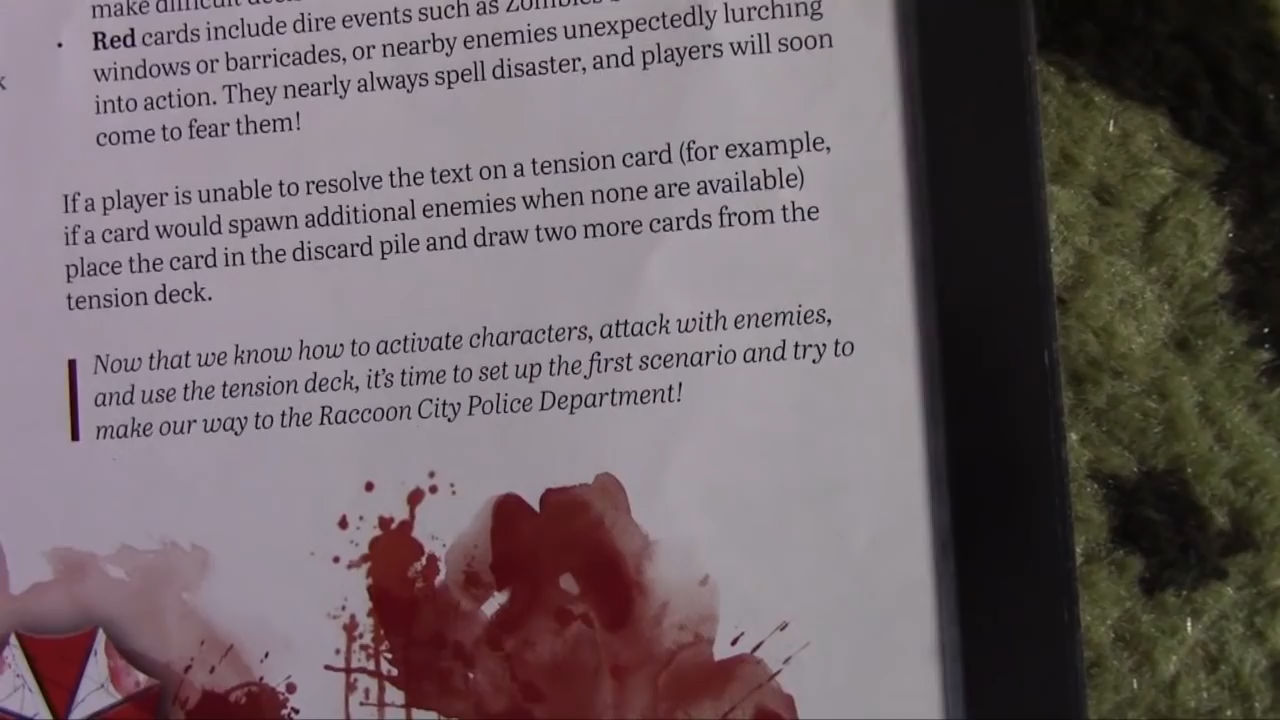 make difficult
Red cards include dire events such as Zombies
windows or barricades, or nearby enemies unexpectedly lurching
into action. They nearly always spell disaster, and players will soon
come to fear them!
If a player is unable to resolve the text on a tension card (for example,
if a card would spawn additional enemies when none are available)
place the card in the discard pile and draw two more cards from the
tension deck.
Now that we know how to activate characters, attack with enemies,
and use the tension deck, it's time to set up the first scenario and try to
make our way to the Raccoon City Police Department!